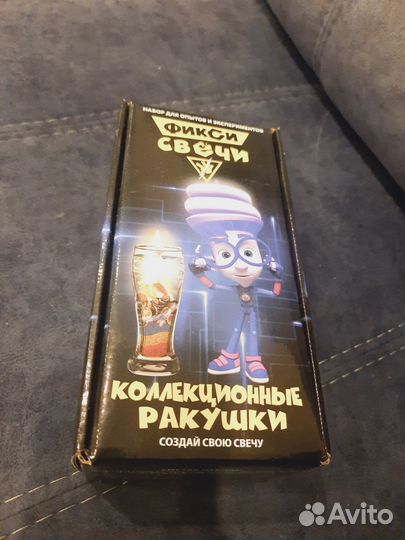 НАБОР ДЛЯ ОПЫТОВ И ЭКСПЕРИМЕНТОВ
ФИКСИ
СВЕЧИ
КОЛЛЕКЦИОННЫЕ
РАКУШКИ
СОЗДАЙ СВОЮ СВЕЧУ
Avito